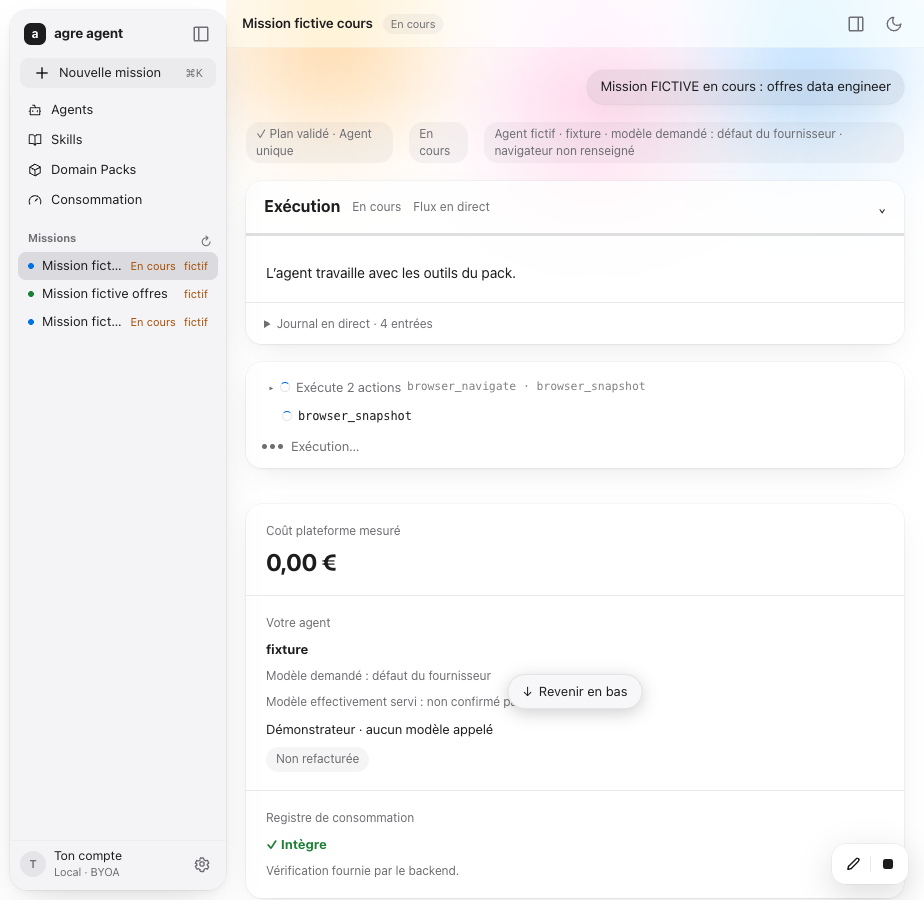 a agre agent
Nouvelle mission ⌘K
Agents
Skills
Domain Packs
Consommation
Missions
Mission fict... En cours fictif
Mission fictive offres fictif
Mission fict... En cours fictif
Ton compte
T
Local · BYOA
Mission fictive cours En cours
Mission FICTIVE en cours : offres data engineer
✓ Plan validé · Agent
unique
En
cours
Agent fictif · fixture · modèle demandé : défaut du fournisseur ·
navigateur non renseigné
Exécution En cours Flux en direct
L'agent travaille avec les outils du pack.
Journal en direct · 4 entrées
Exécute 2 actions browser_navigate · browser_snapshot
browser_snapshot
Exécution…
Coût plateforme mesuré
0,00 €
Votre agent
fixture
Modèle demandé : défaut du fournisseur
Modèle effectivement servi : non confirmé
↓ Revenir en bas
Démonstrateur · aucun modèle appelé
Non refacturée
Registre de consommation
✓ Intègre
Vérification fournie par le backend.